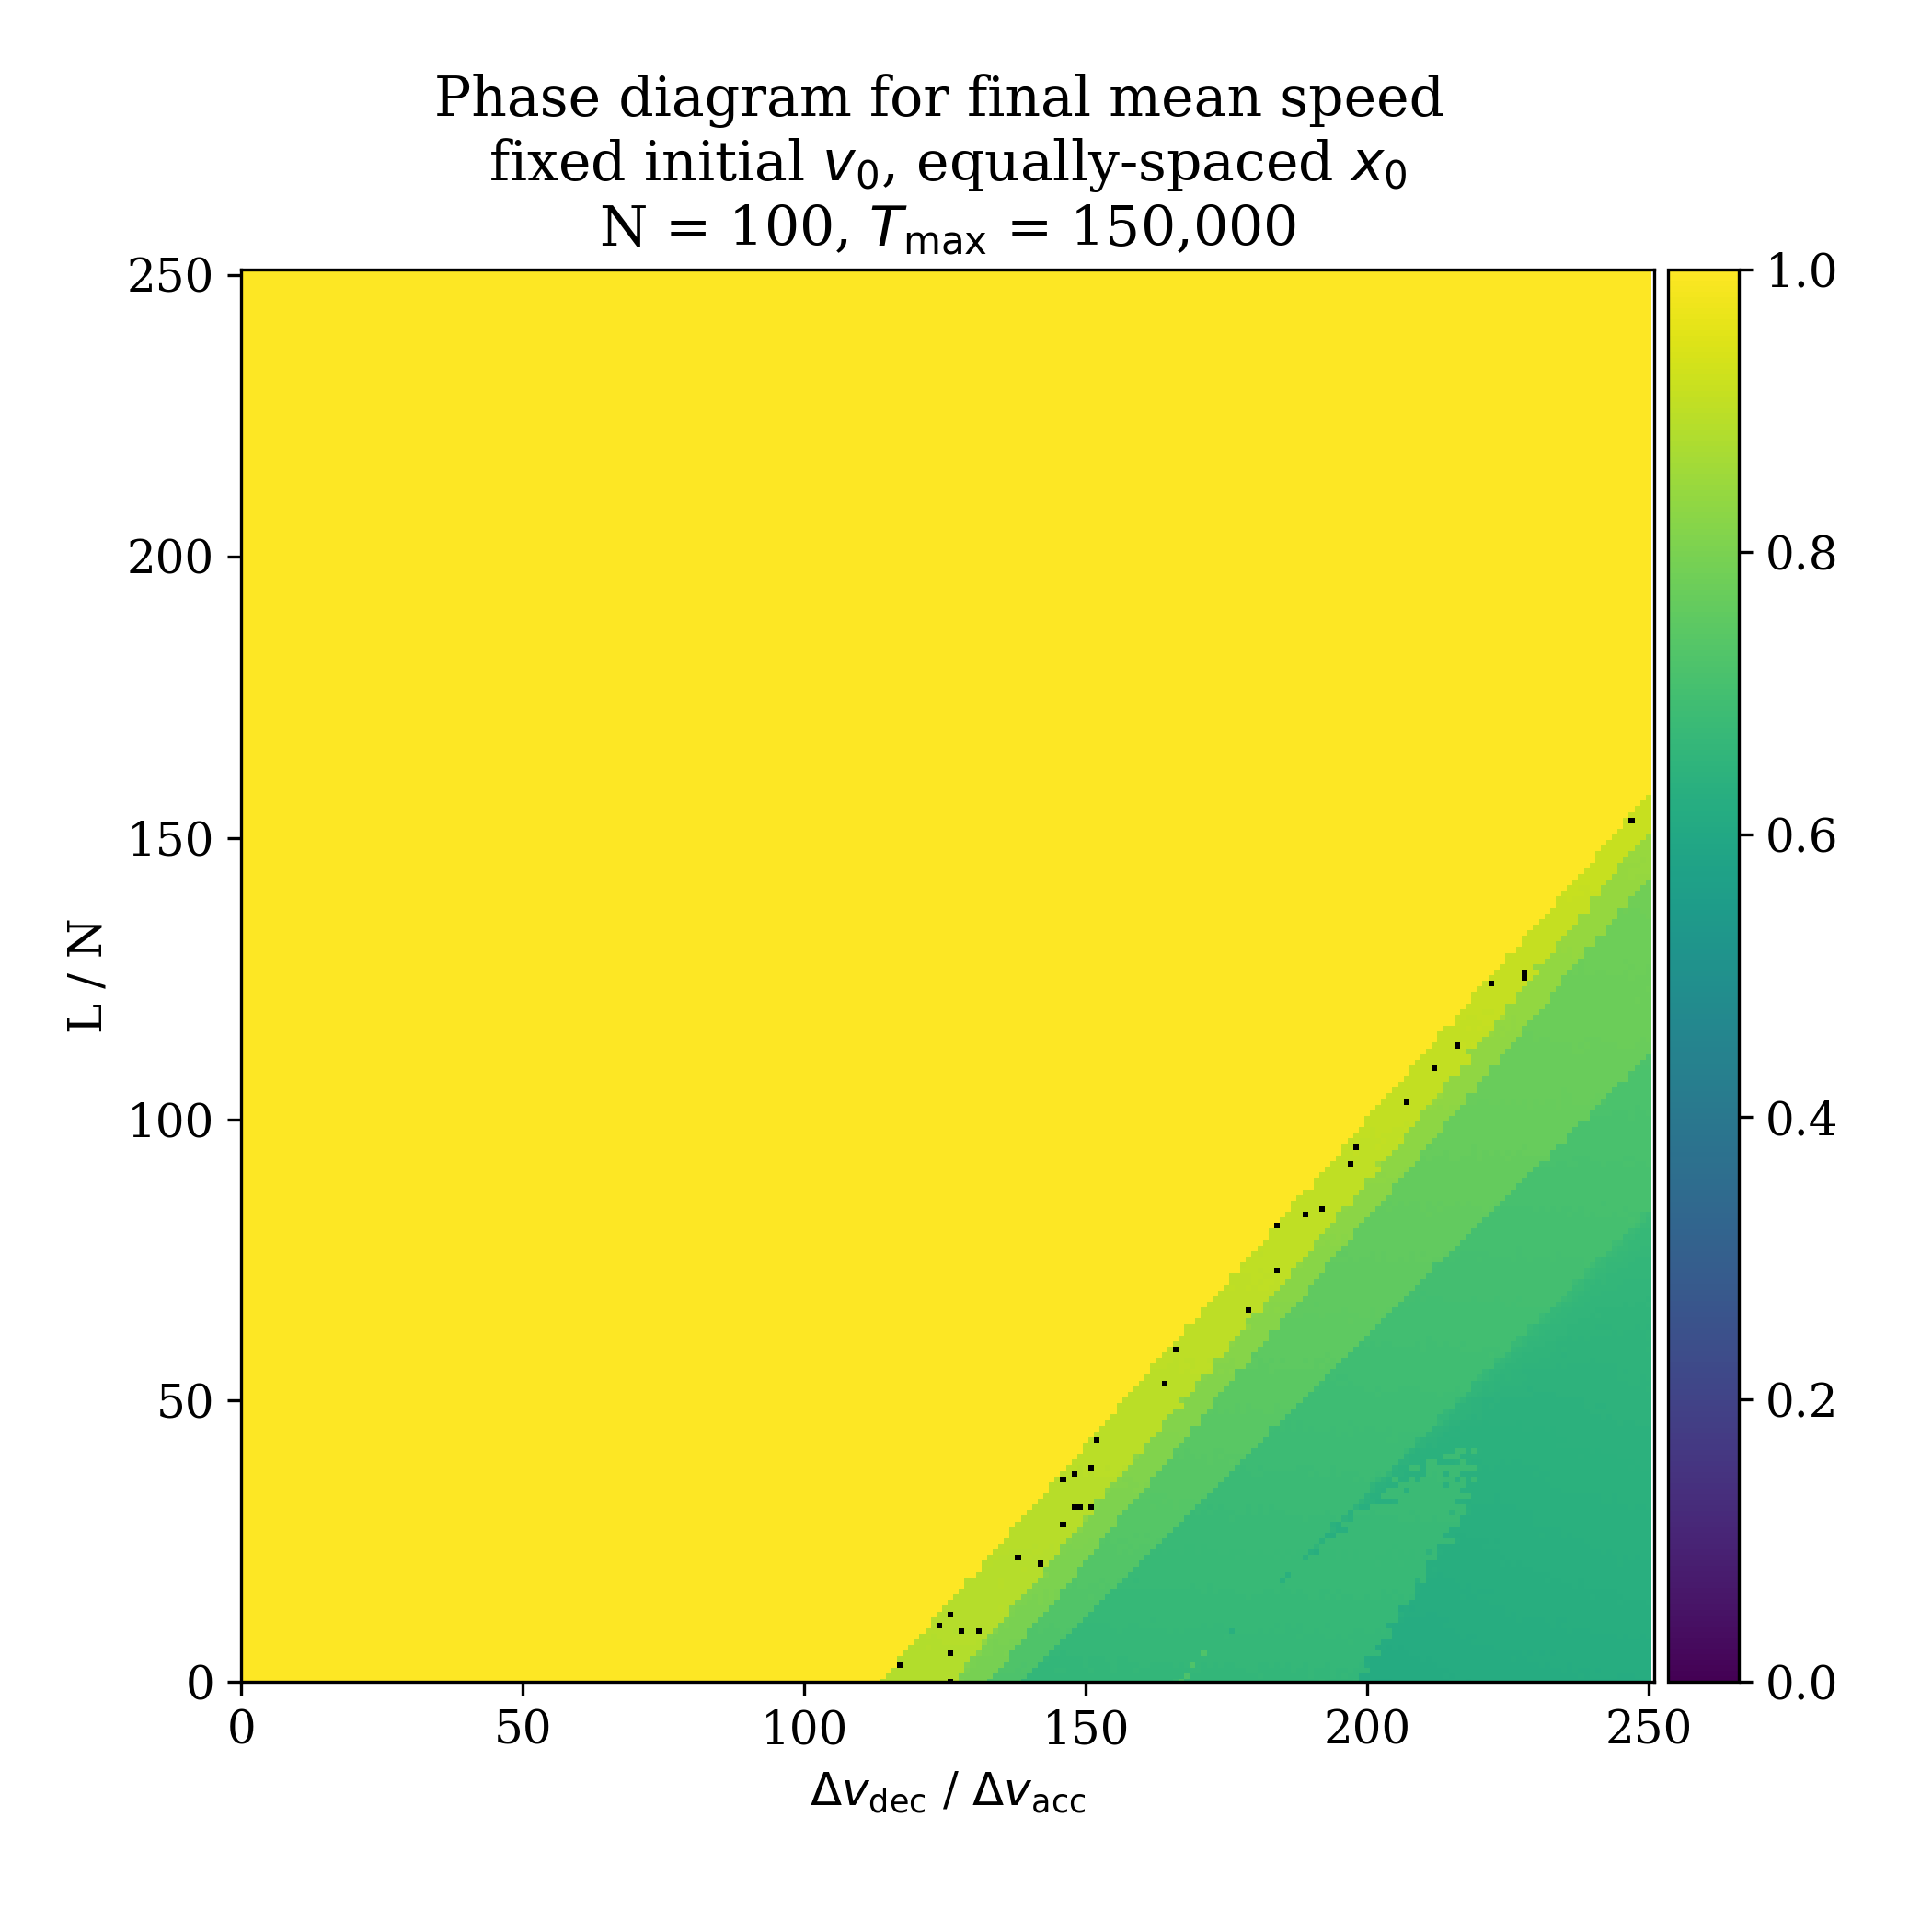 Phase diagram for final mean speed
fixed initial v₀, equally-spaced x₀
N = 100, Tmax = 150,000
250
200
150
100
50
0
L / N
0 50 100 150 200 250
Δvdec / Δvacc
1.0
0.8
0.6
0.4
0.2
0.0